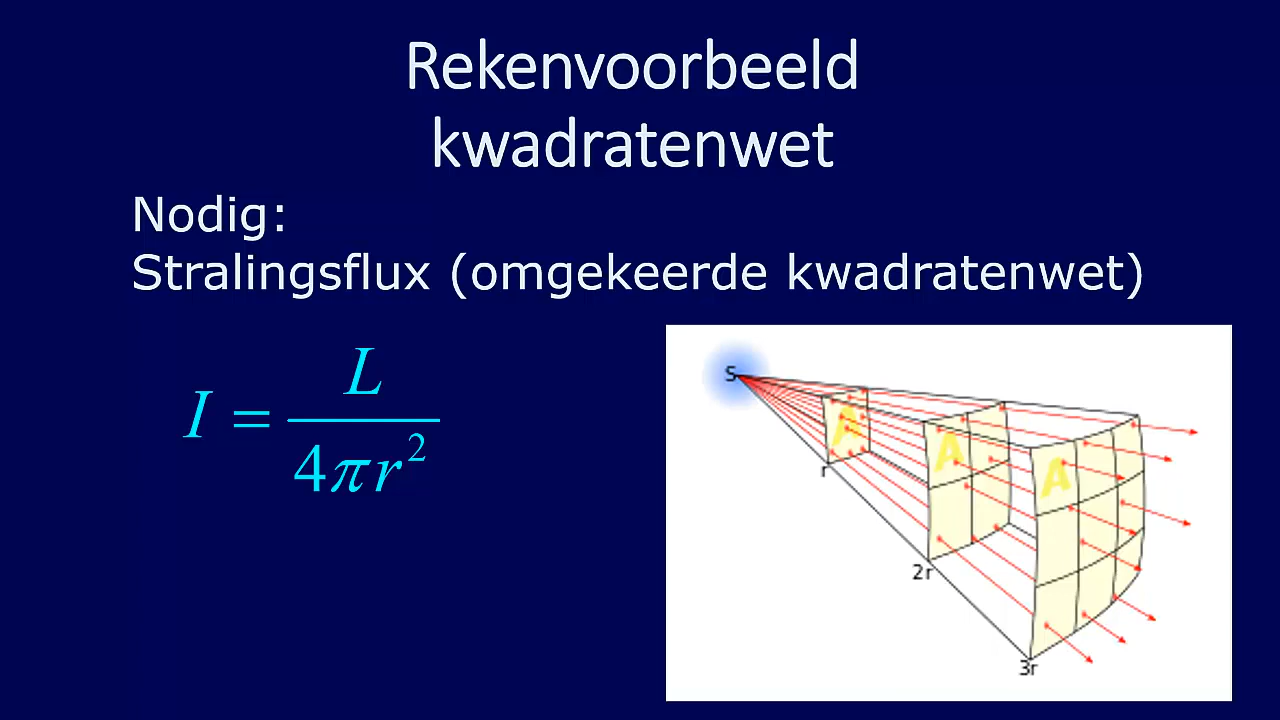 Rekenvoorbeeld
kwadratenwet
Nodig:
Stralingsflux (omgekeerde kwadratenwet)
I = L / 4πr²
S
A
A
A
r
2r
3r